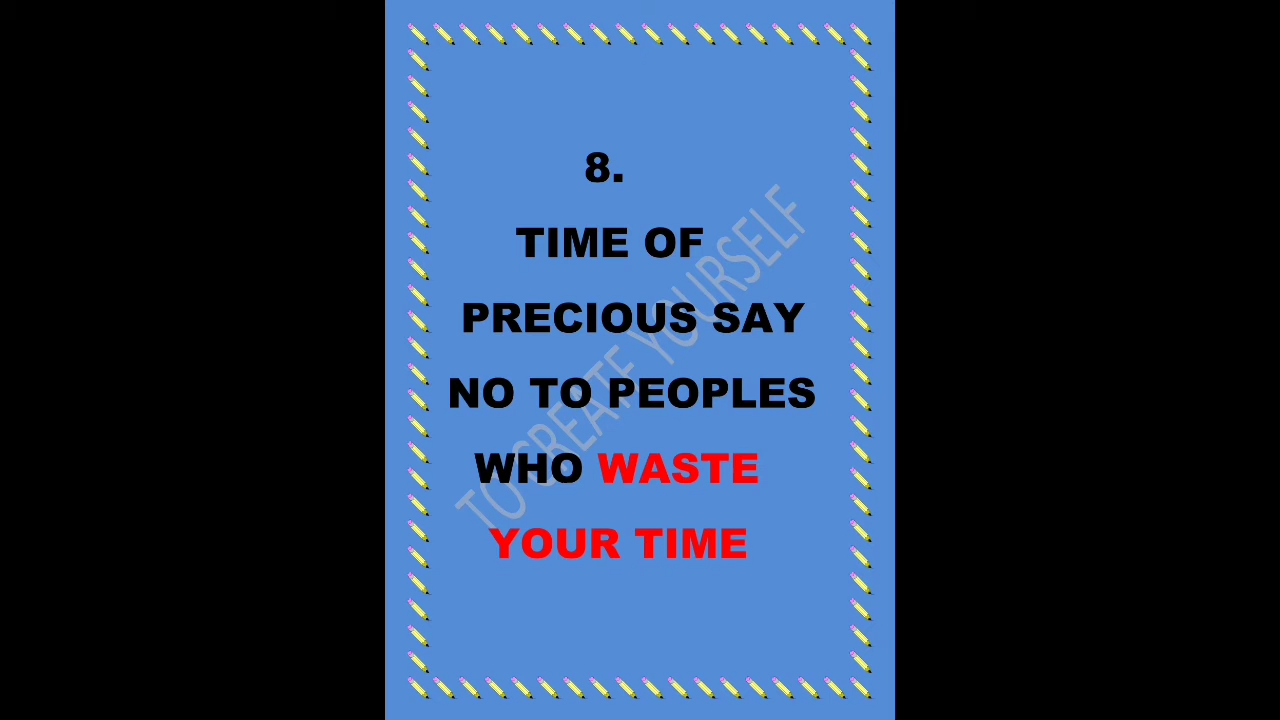 8.
TIME OF
PRECIOUS SAY
NO TO PEOPLES
WHO WASTE
YOUR TIME
TO CREATE YOURSELF